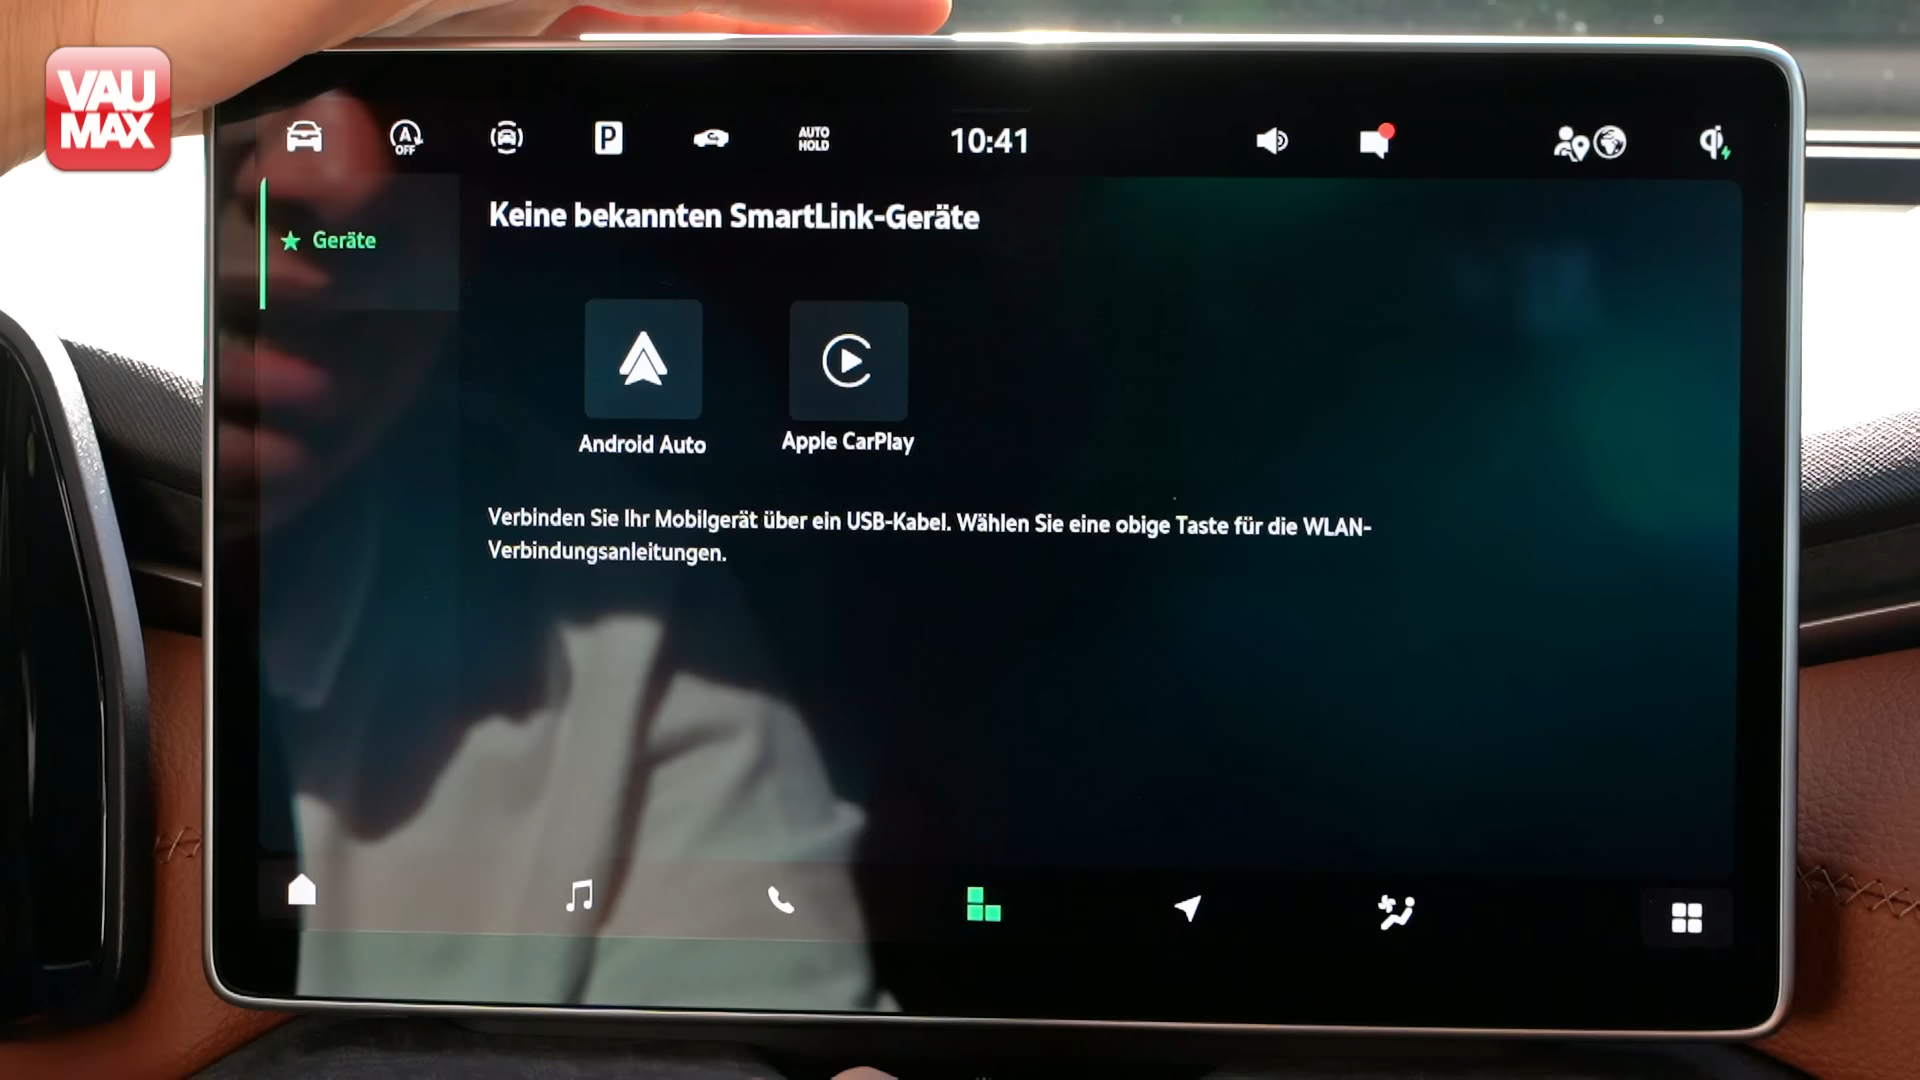 VAU
MAX
A
OFF
P
AUTO
HOLD
10:41
Geräte
Keine bekannten SmartLink-Geräte
Android Auto
Apple CarPlay
Verbinden Sie Ihr Mobilgerät über ein USB-Kabel. Wählen Sie eine obige Taste für die WLAN-
Verbindungsanleitungen.